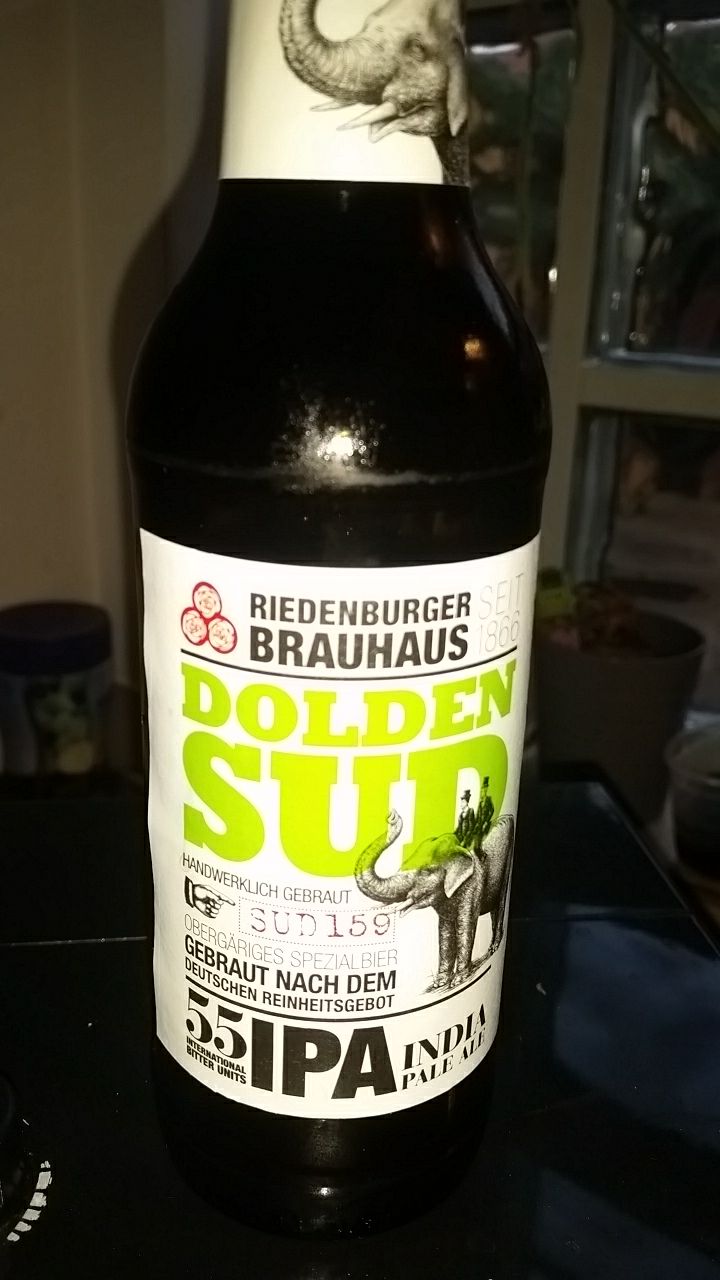 RIEDENBURGER
BRAUHAUS
SEIT
1866
DOLDEN
SUD
HANDWERKLICH GEBRAUT
SUD159
OBERGÄRIGES SPEZIALBIER
GEBRAUT NACH DEM
DEUTSCHEN REINHEITSGEBOT
55
INTERNATIONAL
BITTER UNITS
IPA
INDIA
PALE ALE